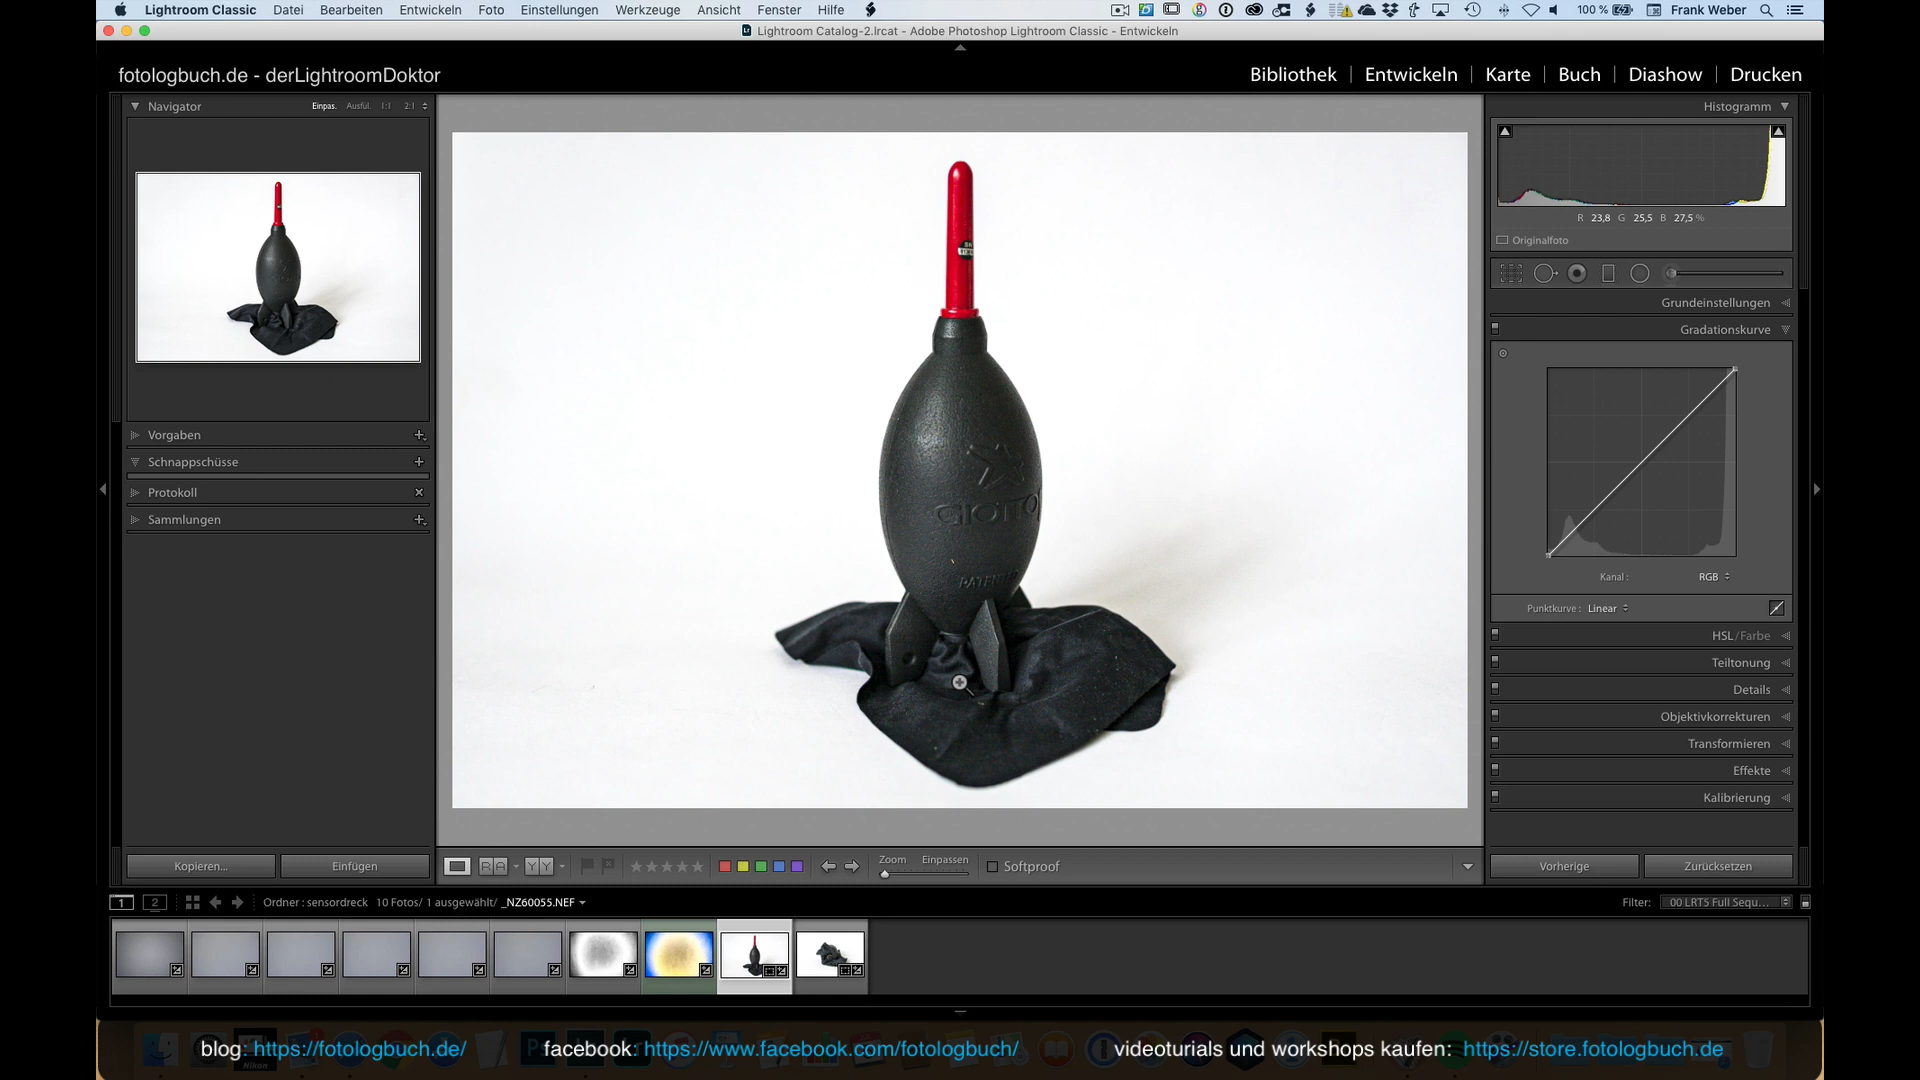 Lightroom Classic Datei Bearbeiten Entwickeln Foto Einstellungen Werkzeuge Ansicht Fenster Hilfe 100 % Frank Weber
Lightroom Catalog-2.lrcat - Adobe Photoshop Lightroom Classic - Entwickeln
fotologbuch.de - derLightroomDoktor
Bibliothek | Entwickeln | Karte | Buch | Diashow | Drucken
Navigator Einpas. Ausfül. 1:1 2:1
Histogramm
R 23,8 G 25,5 B 27,5 %
Originalfoto
Grundeinstellungen
Gradationskurve
GIOTTO
PATENTED
Vorgaben
Schnappschüsse
Protokoll
Sammlungen
Kanal : RGB
Punktkurve : Linear
HSL / Farbe
Teiltonung
Details
Objektivkorrekturen
Transformieren
Effekte
Kalibrierung
Kopieren... Einfügen
R A Y Y Zoom Einpassen Softproof
Vorherige Zurücksetzen
1 2 Ordner : sensordreck 10 Fotos/ 1 ausgewählt/ _NZ60055.NEF
Filter: 00 LRT5 Full Sequ...
blog: https://fotologbuch.de/ facebook: https://www.facebook.com/fotologbuch/ videoturials und workshops kaufen: https://store.fotologbuch.de